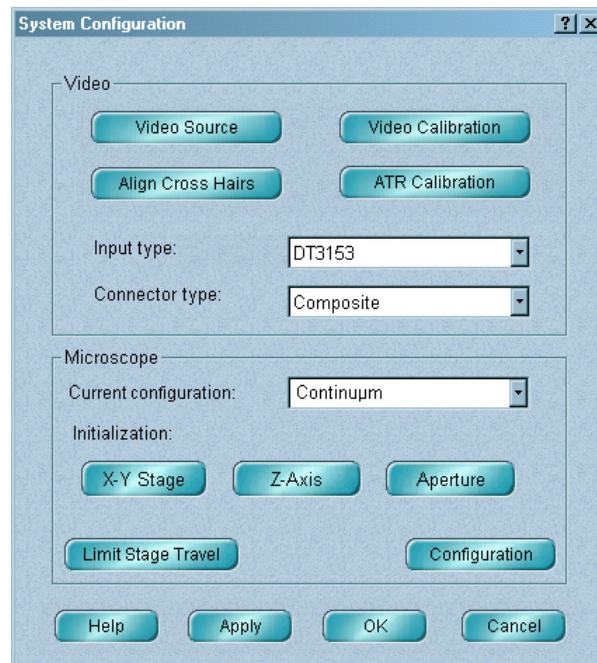 System Configuration ? ×
Video
Video Source Video Calibration
Align Cross Hairs ATR Calibration
Input type: DT3153
Connector type: Composite
Microscope
Current configuration: Continuµm
Initialization:
X-Y Stage Z-Axis Aperture
Limit Stage Travel Configuration
Help Apply OK Cancel